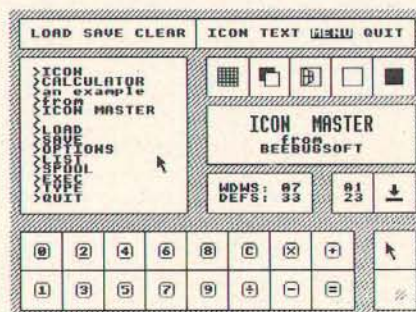 LOAD SAVE CLEAR
ICON TEXT MENU QUIT
>ICON
>CALCULATOR
>an example
>from
>ICON MASTER
>
>LOAD
>SAVE
>OPTIONS
>LIST
>SPOOL
>EXEC
>TYPE
>QUIT
ICON MASTER
from
BEEBUGSOFT
WDWS: 07
DEFS: 33
01
23
0 2 4 6 8 C × +
1 3 5 7 9 ÷ - =